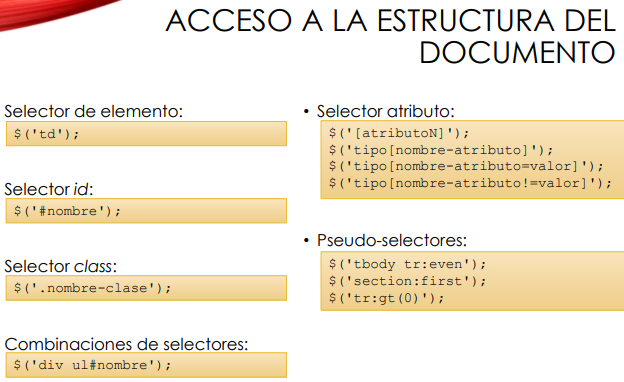 ACCESO A LA ESTRUCTURA DEL
DOCUMENTO
Selector de elemento:
$('td');
Selector id:
$('#nombre');
Selector class:
$('.nombre-clase');
Combinaciones de selectores:
$('div ul#nombre');
• Selector atributo:
$('[atributoN]');
$('tipo[nombre-atributo]');
$('tipo[nombre-atributo=valor]');
$('tipo[nombre-atributo!=valor]');
• Pseudo-selectores:
$('tbody tr:even');
$('section:first');
$('tr:gt(0)');